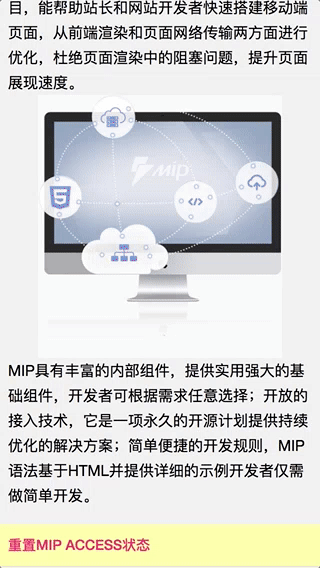 目，能帮助站长和网站开发者快速搭建移动端
页面，从前端渲染和页面网络传输两方面进行
优化，杜绝页面渲染中的阻塞问题，提升页面
展现速度。
mip
5
</>
MIP具有丰富的内部组件，提供实用强大的基
础组件，开发者可根据需求任意选择；开放的
接入技术，它是一项永久的开源计划提供持续
优化的解决方案；简单便捷的开发规则，MIP
语法基于HTML并提供详细的示例开发者仅需
做简单开发。
重置MIP ACCESS状态